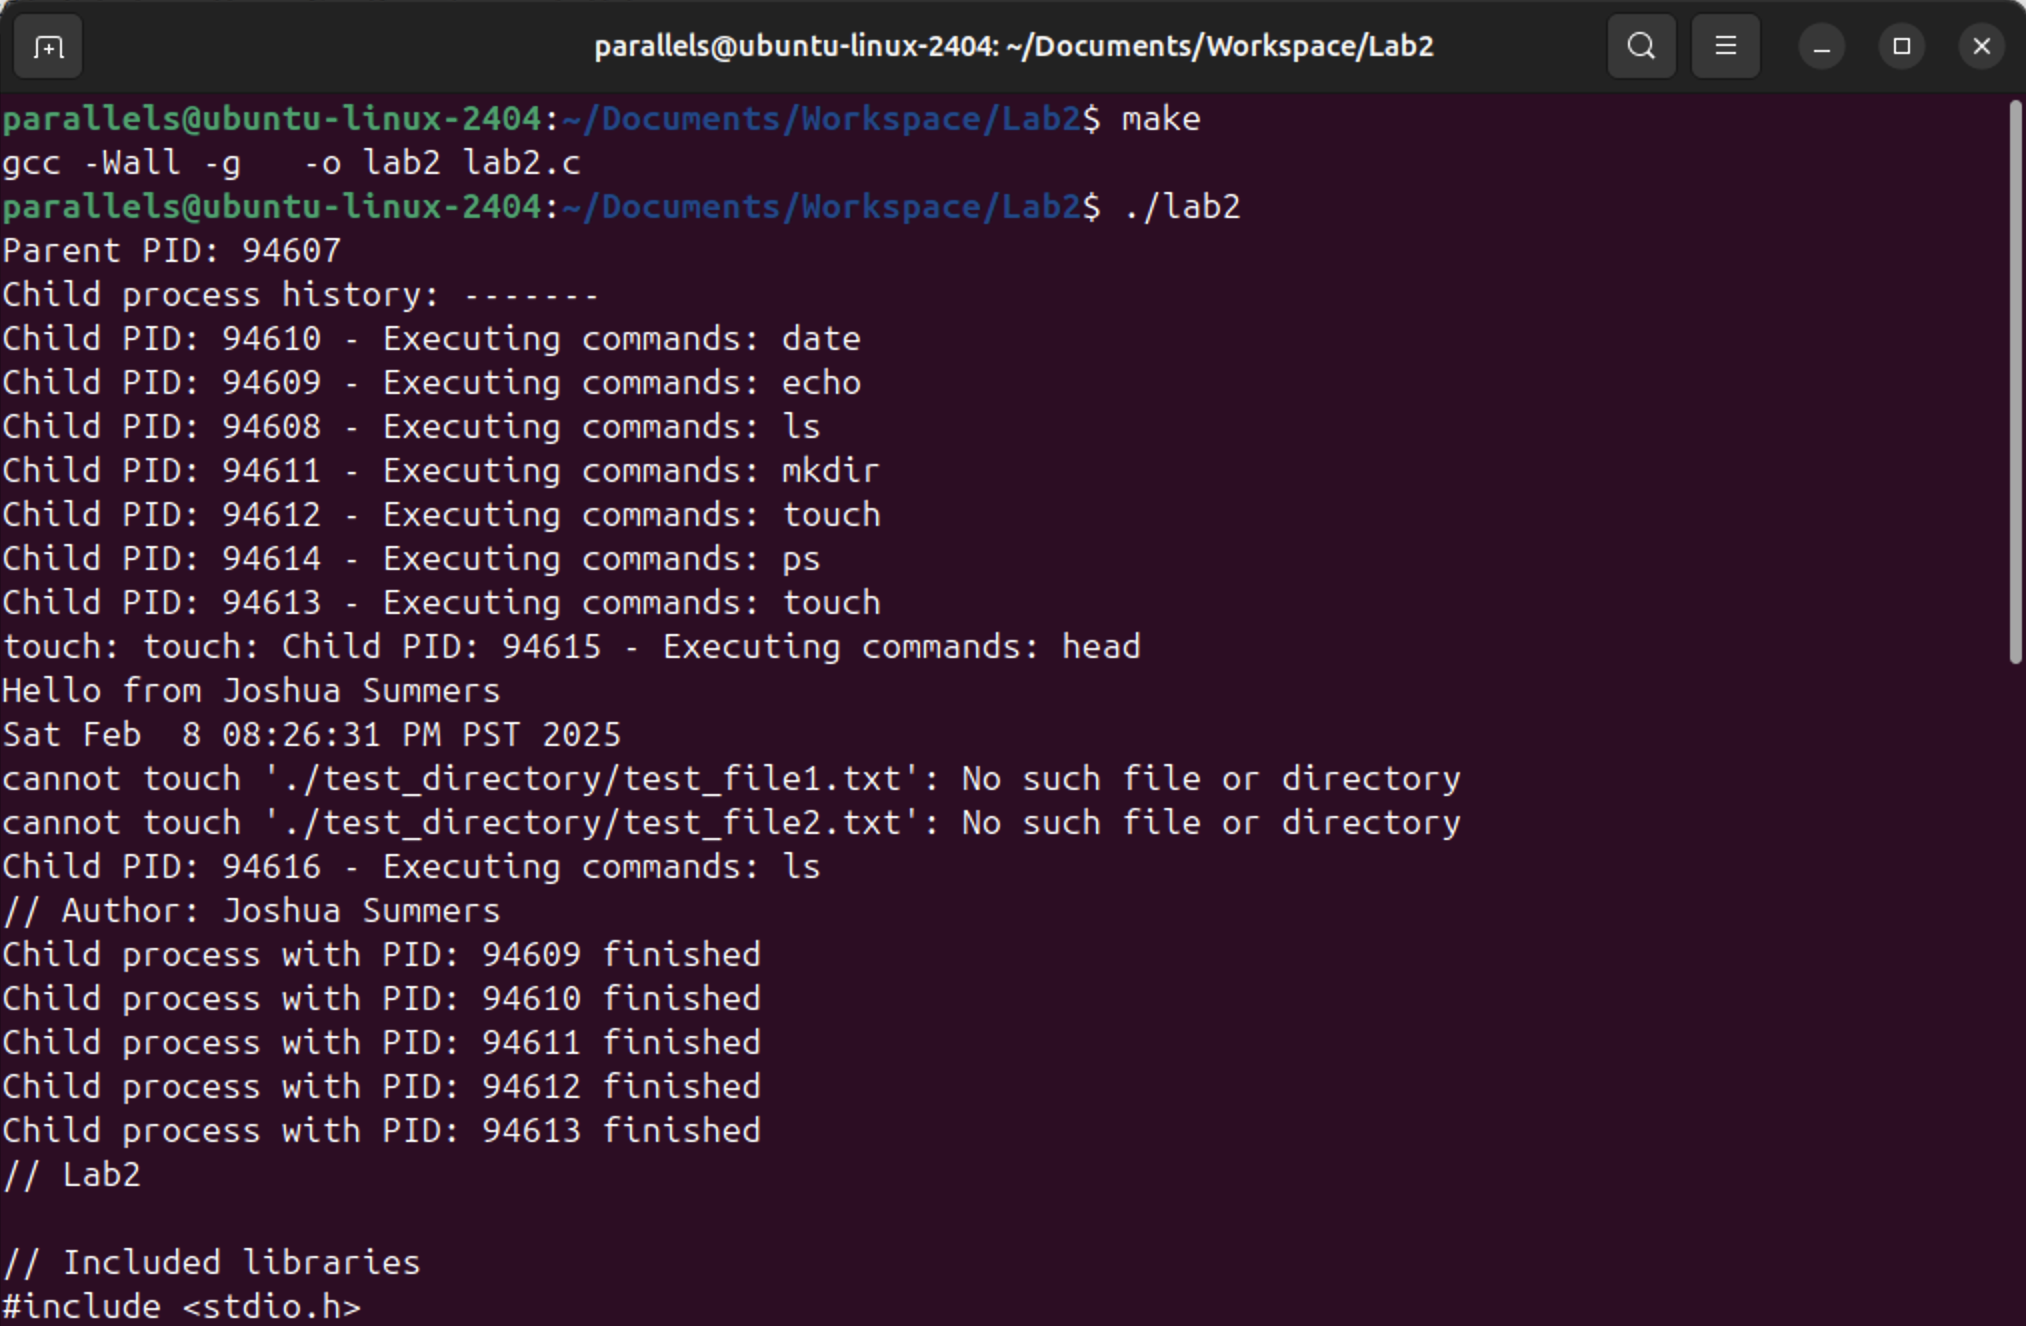 parallels@ubuntu-linux-2404: ~/Documents/Workspace/Lab2
parallels@ubuntu-linux-2404:~/Documents/Workspace/Lab2$ make
gcc -Wall -g   -o lab2 lab2.c
parallels@ubuntu-linux-2404:~/Documents/Workspace/Lab2$ ./lab2
Parent PID: 94607
Child process history: -------
Child PID: 94610 - Executing commands: date
Child PID: 94609 - Executing commands: echo
Child PID: 94608 - Executing commands: ls
Child PID: 94611 - Executing commands: mkdir
Child PID: 94612 - Executing commands: touch
Child PID: 94614 - Executing commands: ps
Child PID: 94613 - Executing commands: touch
touch: touch: Child PID: 94615 - Executing commands: head
Hello from Joshua Summers
Sat Feb  8 08:26:31 PM PST 2025
cannot touch './test_directory/test_file1.txt': No such file or directory
cannot touch './test_directory/test_file2.txt': No such file or directory
Child PID: 94616 - Executing commands: ls
// Author: Joshua Summers
Child process with PID: 94609 finished
Child process with PID: 94610 finished
Child process with PID: 94611 finished
Child process with PID: 94612 finished
Child process with PID: 94613 finished
// Lab2
// Included libraries
#include <stdio.h>